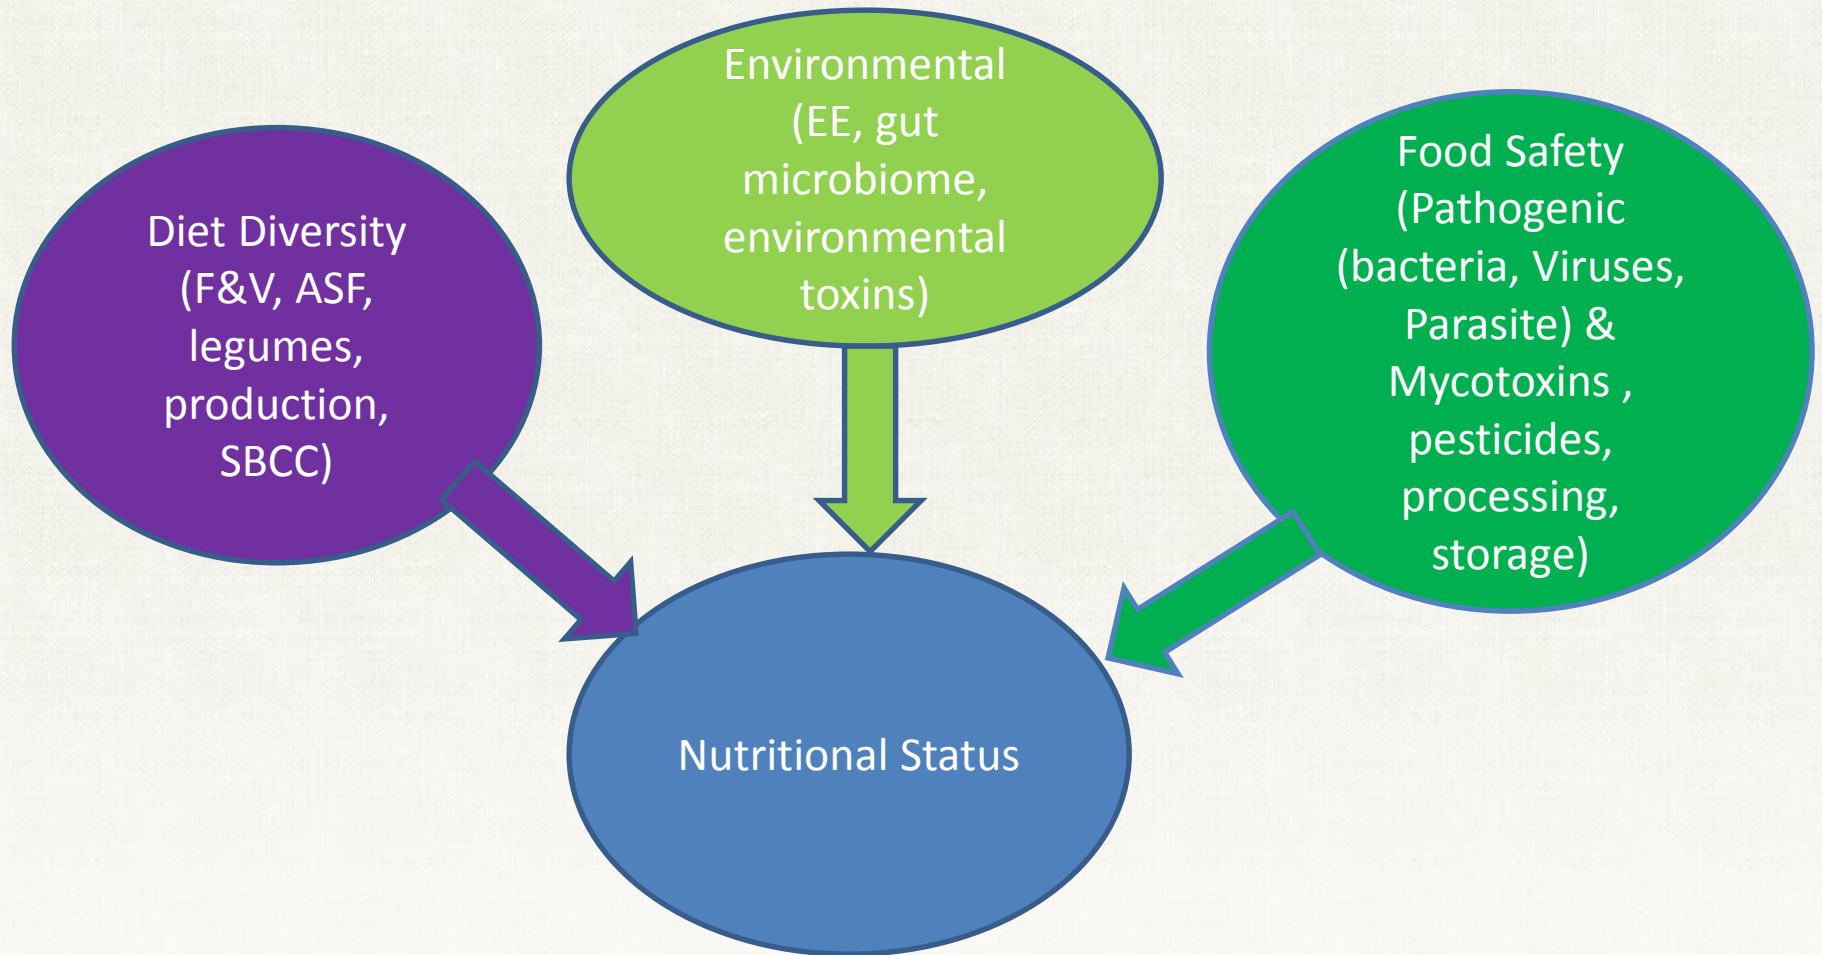 Diet Diversity
(F&V, ASF,
legumes,
production,
SBCC)
Environmental
(EE, gut
microbiome,
environmental
toxins)
Food Safety
(Pathogenic
(bacteria, Viruses,
Parasite) &
Mycotoxins ,
pesticides,
processing,
storage)
Nutritional Status